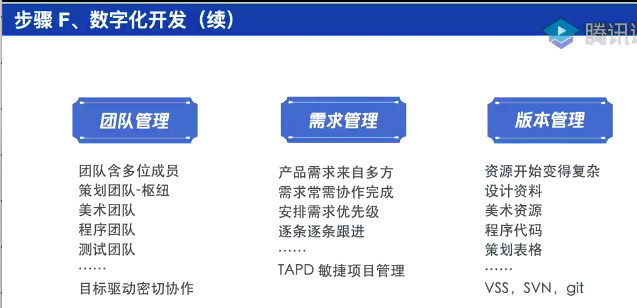 步骤 F、数字化开发（续）
腾讯
团队管理
团队含多位成员
策划团队-枢纽
美术团队
程序团队
测试团队
……
目标驱动密切协作
需求管理
产品需求来自多方
需求常需协作完成
安排需求优先级
逐条逐条跟进
……
TAPD 敏捷项目管理
版本管理
资源开始变得复杂
设计资料
美术资源
程序代码
策划表格
……
VSS，SVN，git